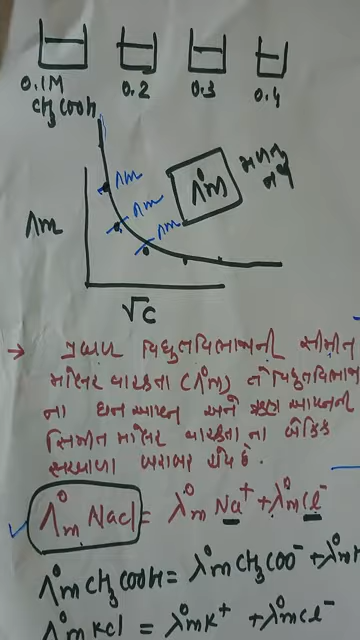 0.1M 0.2 0.3 0.4
CH3COOH
Λm
Λm
Λ°m
Λm
Λm
√C
→ પ્રબળ વિદ્યુતવિભાજ્યની સીમીત
મોલર વાહકતા (Λ°m) તે વિદ્યુતવિભાજ્ય
ના ધન આયન અને ઋણ આયનની
સિમીત મોલર વાહકતા ના બૈજિક
સરવાળા બરાબર હોય છે.
Λ°m NaCl = λ°m Na⁺ + λ°m Cl⁻
Λ°m CH3COOH = λ°m CH3COO⁻ + λ°m H
Λ°m KCl = λ°m K⁺ + λ°m Cl⁻